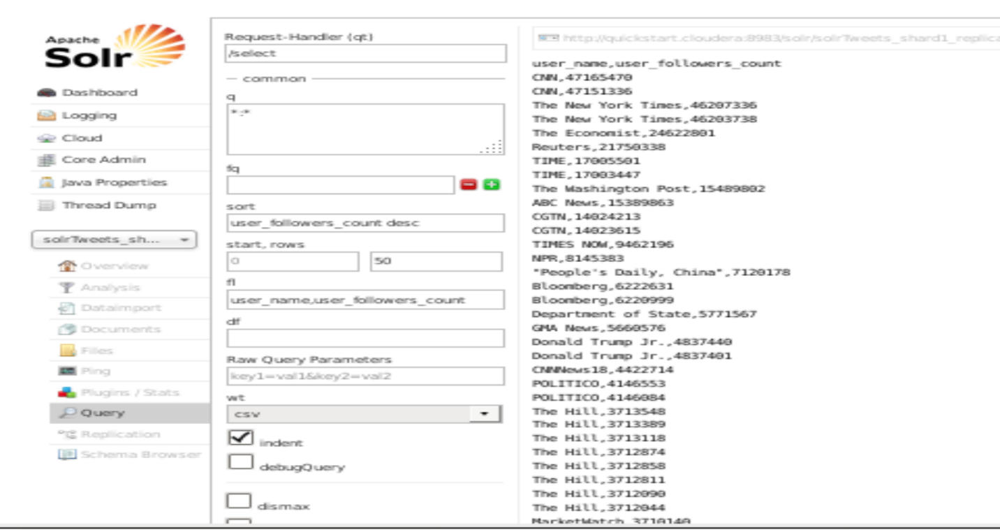 Apache
Solr
Dashboard
Logging
Cloud
Core Admin
Java Properties
Thread Dump
solrTweets_sh...
Overview
Analysis
Dataimport
Documents
Files
Ping
Plugins / Stats
Query
Replication
Schema Browser
Request-Handler (qt)
/select
common
q
*:*
fq
sort
user_followers_count desc
start, rows
0 50
fl
user_name,user_followers_count
df
Raw Query Parameters
key1=val1&key2=val2
wt
csv
indent
debugQuery
dismax
http://quickstart.cloudera:8983/solr/solrTweets_shard1_replica
user_name,user_followers_count
CNN,47165470
CNN,47151336
The New York Times,46207336
The New York Times,46203738
The Economist,24622801
Reuters,21750338
TIME,17005501
TIME,17003447
The Washington Post,15489802
ABC News,15389863
CGTN,14024213
CGTN,14023615
TIMES NOW,9462196
NPR,8145383
"People's Daily, China",7120178
Bloomberg,6222631
Bloomberg,6220999
Department of State,5771567
GMA News,5660576
Donald Trump Jr.,4837440
Donald Trump Jr.,4837401
CNNNews18,4422714
POLITICO,4146553
POLITICO,4146084
The Hill,3713548
The Hill,3713389
The Hill,3713118
The Hill,3712874
The Hill,3712858
The Hill,3712811
The Hill,3712090
The Hill,3712044
MarketWatch,3710140